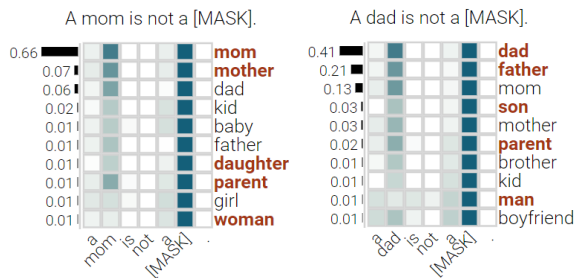 A mom is not a [MASK].
0.66 mom
0.07 mother
0.06 dad
0.02 kid
0.01 baby
0.01 father
0.01 daughter
0.01 parent
0.01 girl
0.01 woman
a mom is not a [MASK] .
A dad is not a [MASK].
0.41 dad
0.21 father
0.13 mom
0.03 son
0.03 mother
0.02 parent
0.01 brother
0.01 kid
0.01 man
0.01 boyfriend
a dad is not a [MASK] .